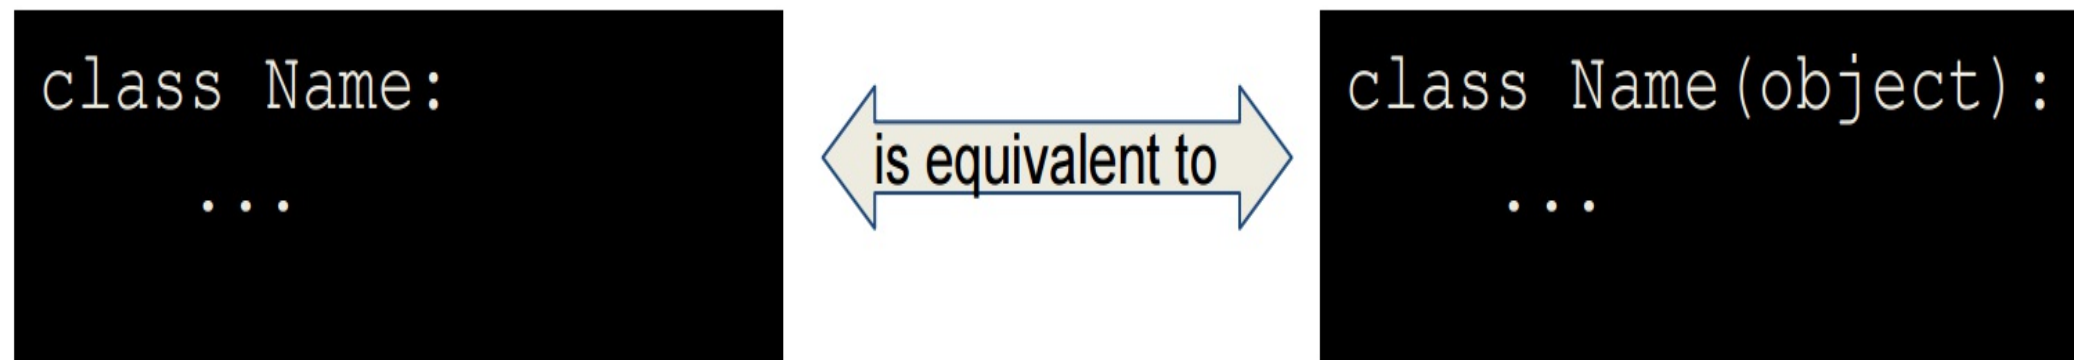 class Name:
...
is equivalent to
class Name(object):
...